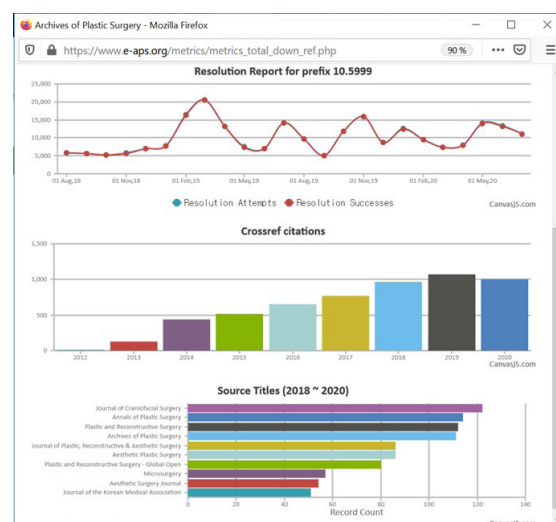 Archives of Plastic Surgery - Mozilla Firefox
https://www.e-aps.org/metrics/metrics_total_down_ref.php
90 %
Resolution Report for prefix 10.5999
25,000
20,000
15,000
10,000
5,000
0
01 Aug,18 01 Nov,18 01 Feb,19 01 May,19 01 Aug,19 01 Nov,19 01 Feb,20 01 May,20
Resolution Attempts Resolution Successes
CanvasJS.com
Crossref citations
1,500
1,000
500
0
2012 2013 2014 2015 2016 2017 2018 2019 2020
CanvasJS.com
Source Titles (2018 ~ 2020)
Journal of Craniofacial Surgery
Annals of Plastic Surgery
Plastic and Reconstructive Surgery
Archives of Plastic Surgery
Journal of Plastic, Reconstructive & Aesthetic Surgery
Aesthetic Plastic Surgery
Plastic and Reconstructive Surgery - Global Open
Microsurgery
Aesthetic Surgery Journal
Journal of the Korean Medical Association
0 20 40 60 80 100 120 140
Record Count
CanvasJS.com